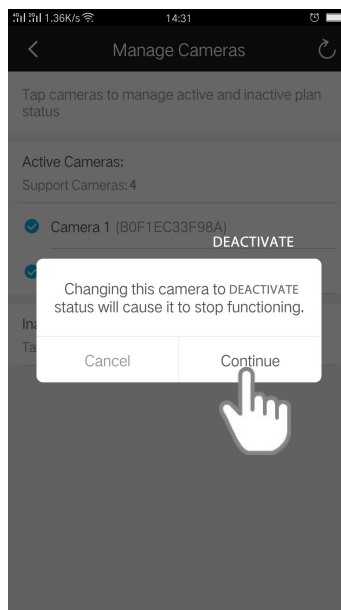 1.36K/s 14:31
Manage Cameras
Tap cameras to manage active and inactive plan
status
Active Cameras:
Support Cameras: 4
Camera 1 (B0F1EC33F98A)
DEACTIVATE
Changing this camera to DEACTIVATE
status will cause it to stop functioning.
Ina
Ta
Cancel Continue